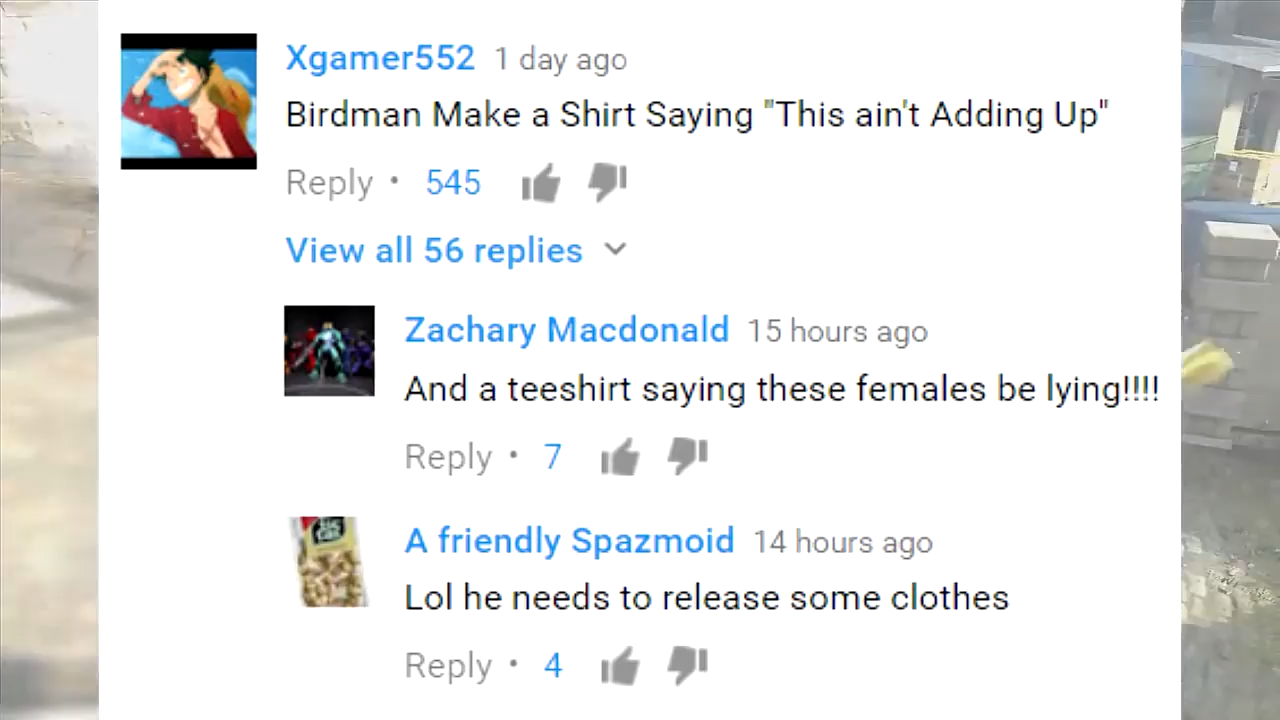 Xgamer552 1 day ago
Birdman Make a Shirt Saying "This ain't Adding Up"
Reply • 545
View all 56 replies
Zachary Macdonald 15 hours ago
And a teeshirt saying these females be lying!!!!
Reply • 7
tic tac
A friendly Spazmoid 14 hours ago
Lol he needs to release some clothes
Reply • 4